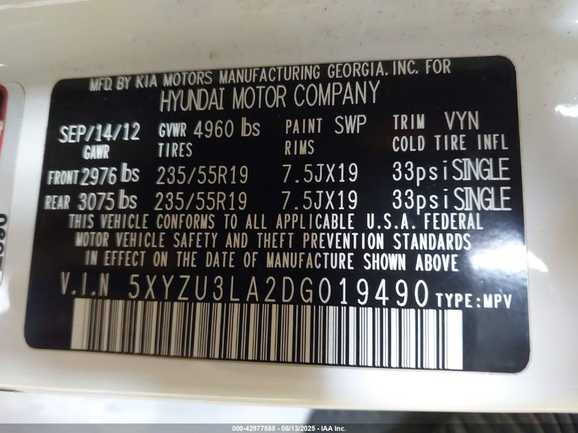 MFD. BY KIA MOTORS MANUFACTURING GEORGIA. INC. FOR
HYUNDAI MOTOR COMPANY
SEP/14/12 GVWR 4960 lbs PAINT SWP TRIM VYN
GAWR TIRES RIMS COLD TIRE INFL
FRONT 2976 lbs 235/55R19 7.5JX19 33psi SINGLE
REAR 3075 lbs 235/55R19 7.5JX19 33psi SINGLE
THIS VEHICLE CONFORMS TO ALL APPLICABLE U.S.A. FEDERAL
MOTOR VEHICLE SAFETY AND THEFT PREVENTION STANDARDS
IN EFFECT ON THE DATE OF MANUFACTURE SHOWN ABOVE.
V.I.N 5XYZU3LA2DG019490 TYPE:MPV
000-42977588 - 08/13/2025 - IAA Inc.